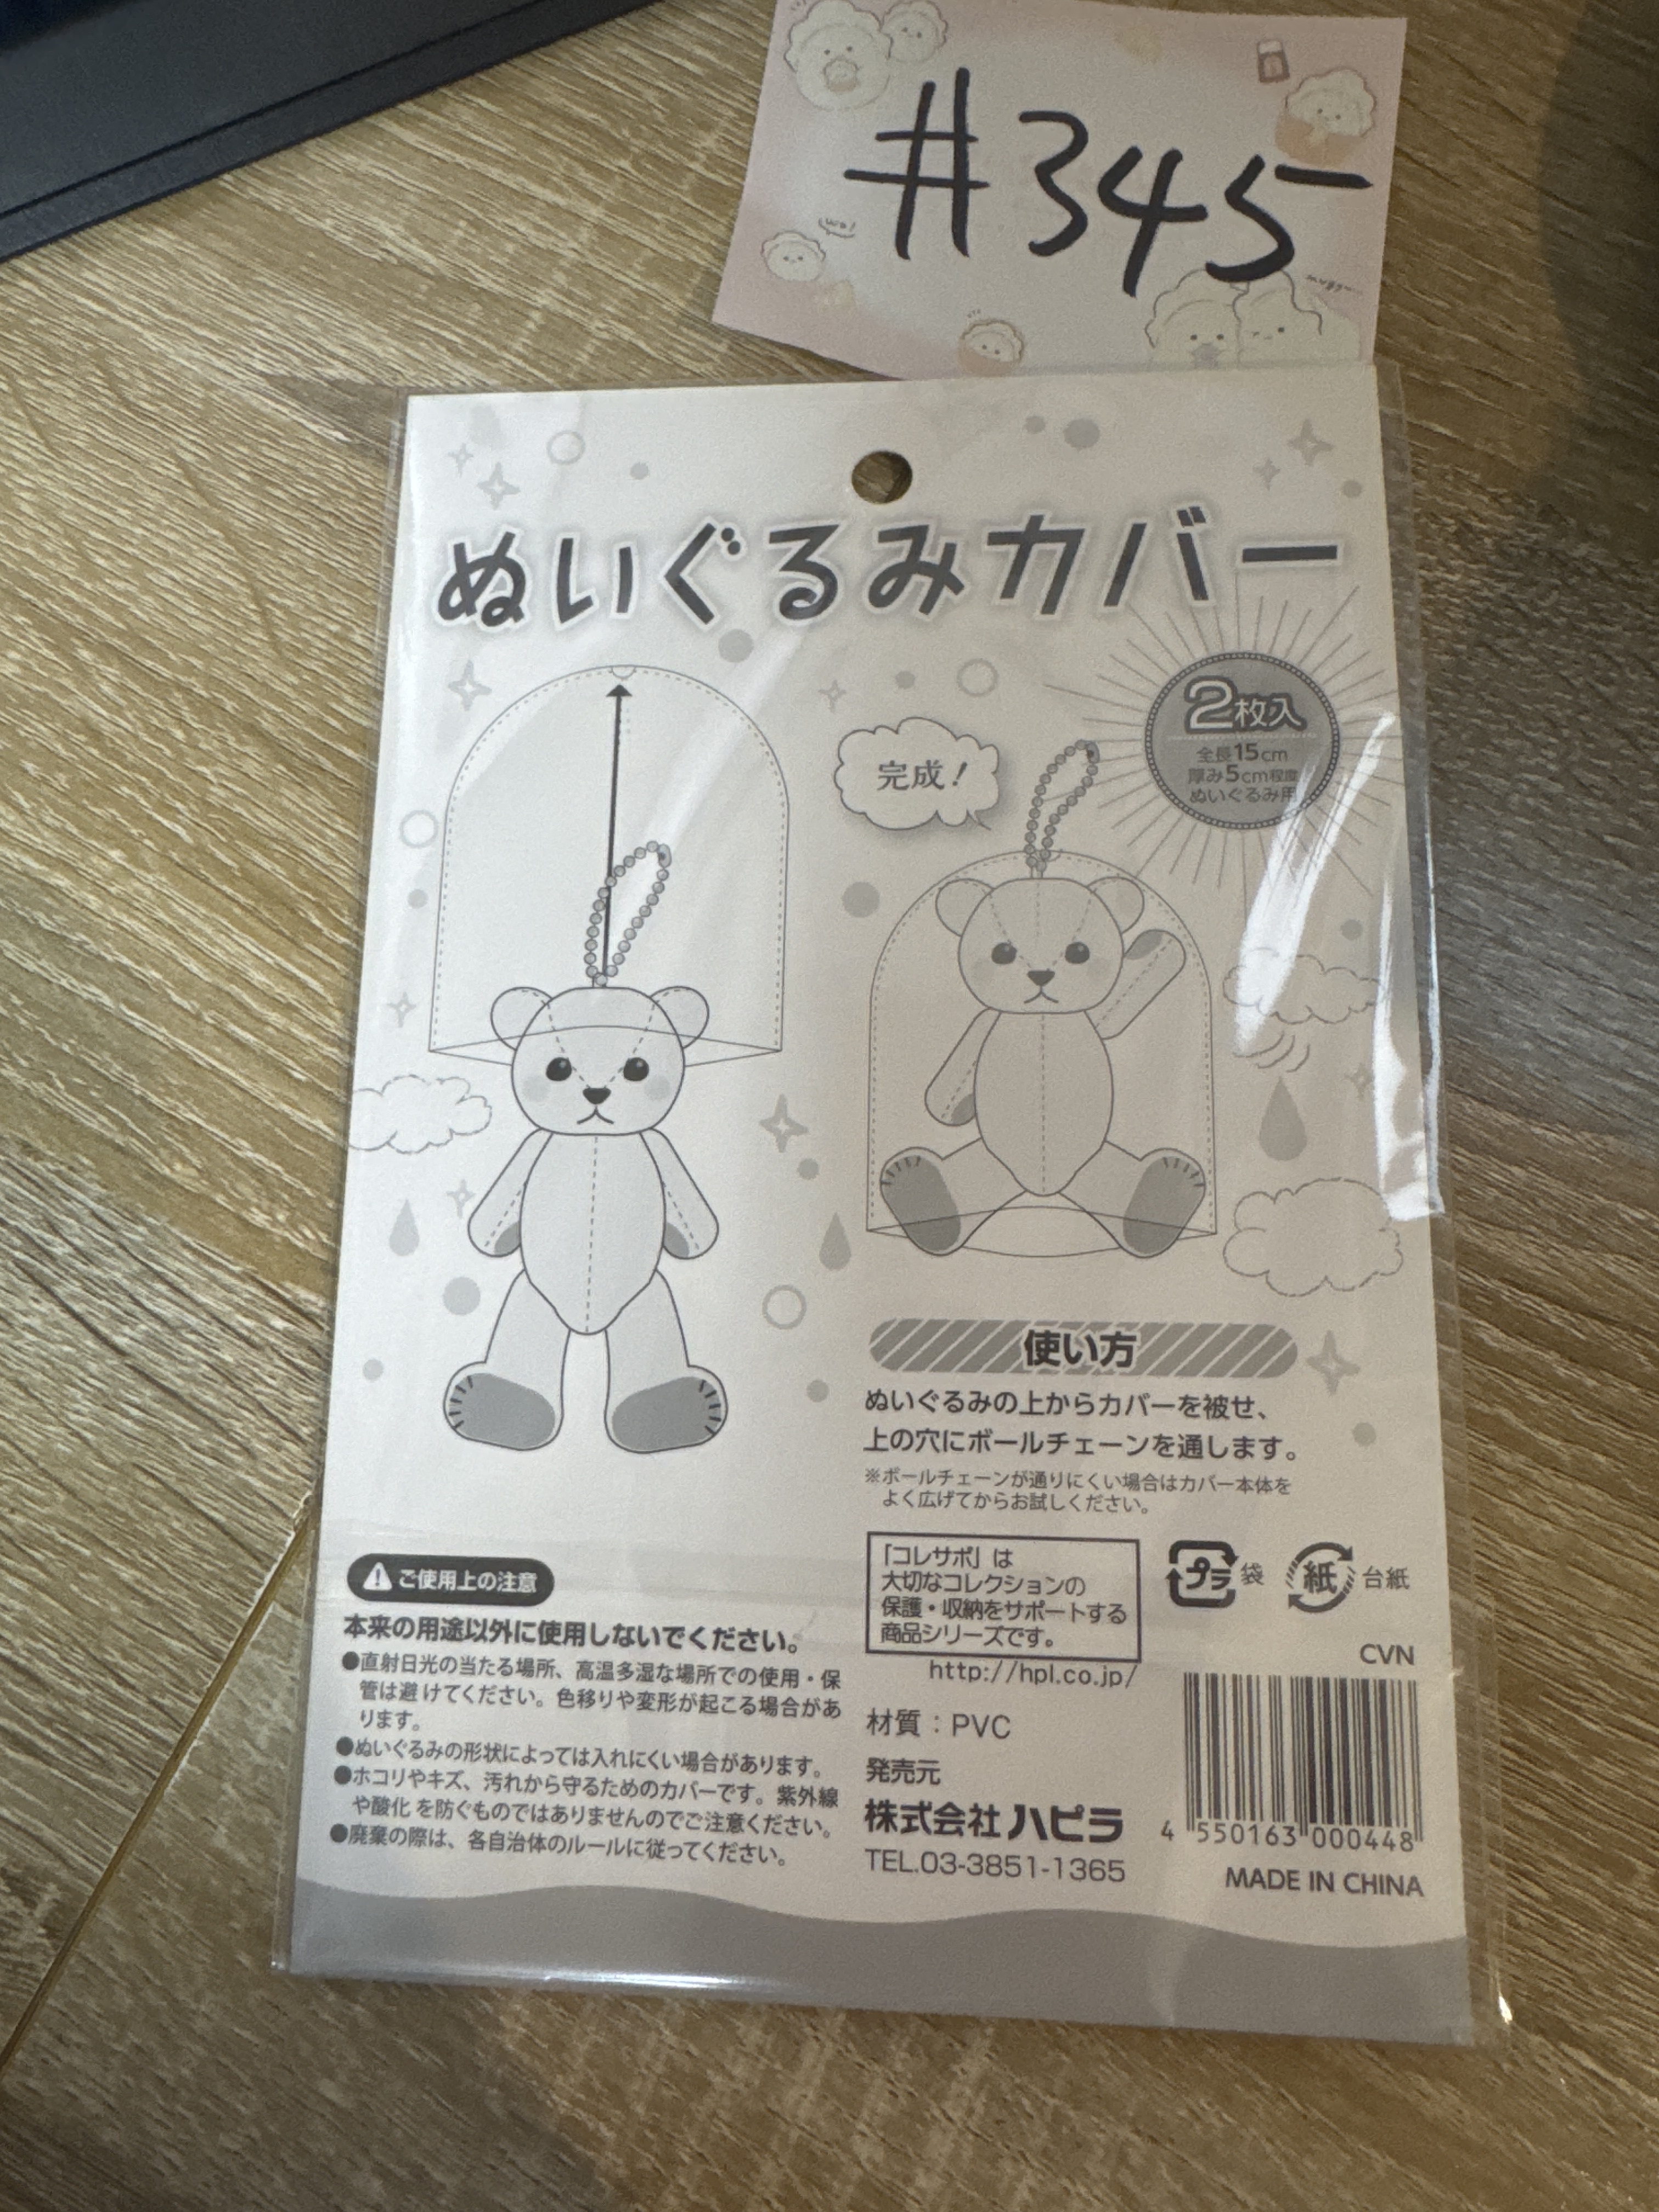 #345
ぬいぐるみカバー
2枚入
全長15cm
厚み5cm程度
ぬいぐるみ用
完成！
使い方
ぬいぐるみの上からカバーを被せ、
上の穴にボールチェーンを通します。
※ボールチェーンが通りにくい場合はカバー本体を
よく広げてからお試しください。
ご使用上の注意
本来の用途以外に使用しないでください。
●直射日光の当たる場所、高温多湿な場所での使用・保
管は避けてください。色移りや変形が起こる場合があ
ります。
●ぬいぐるみの形状によっては入れにくい場合があります。
●ホコリやキズ、汚れから守るためのカバーです。紫外線
や酸化を防ぐものではありませんのでご注意ください。
●廃棄の際は、各自治体のルールに従ってください。
「コレサポ」は
大切なコレクションの
保護・収納をサポートする
商品シリーズです。
http://hpl.co.jp/
プラ 袋
紙 台紙
材質：PVC
発売元
株式会社ハピラ
TEL.03-3851-1365
CVN
4 550163 000448
MADE IN CHINA